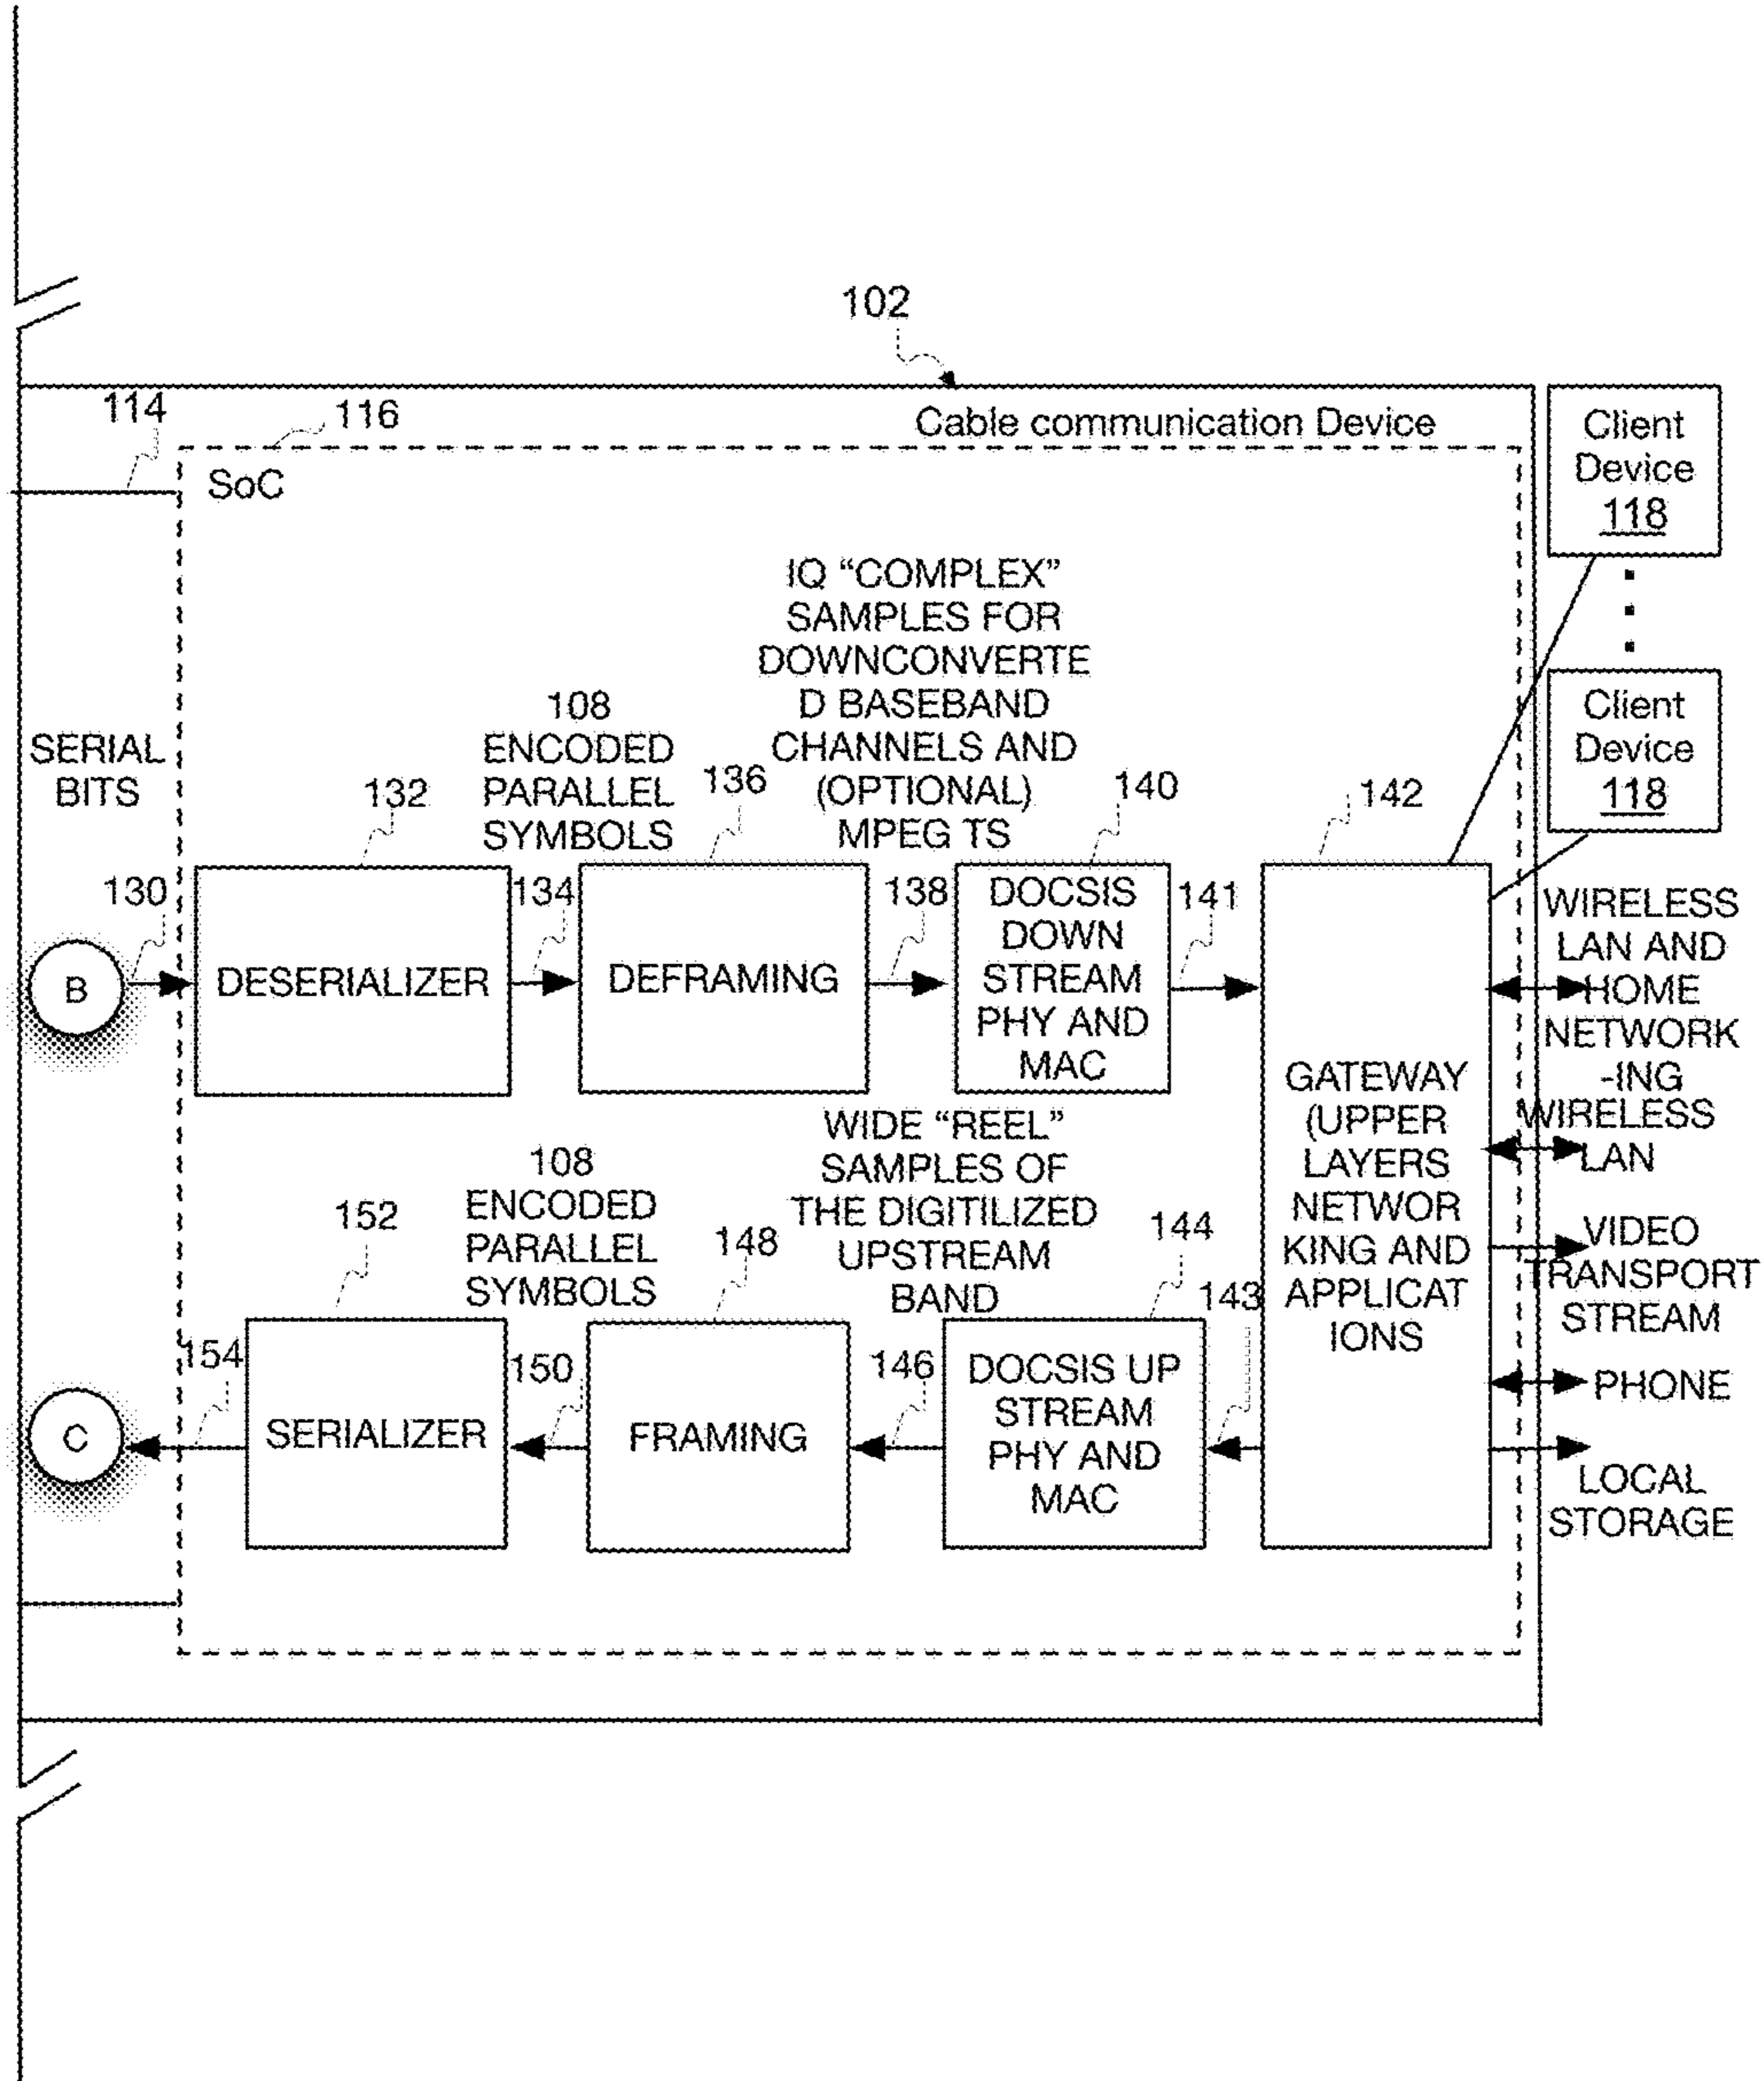 102
114
116
Cable communication Device
SoC
Client
Device
118
Client
Device
118
IQ “COMPLEX”
SAMPLES FOR
DOWNCONVERTE
D BASEBAND
CHANNELS AND
(OPTIONAL)
MPEG TS
108
ENCODED
PARALLEL
SYMBOLS
SERIAL
BITS
132
136
140
142
130
134
138
141
B
DESERIALIZER
DEFRAMING
DOCSIS
DOWN
STREAM
PHY AND
MAC
GATEWAY
(UPPER
LAYERS
NETWOR
KING AND
APPLICAT
IONS
WIRELESS
LAN AND
HOME
NETWORK
-ING
WIRELESS
LAN
VIDEO
TRANSPORT
STREAM
PHONE
LOCAL
STORAGE
WIDE “REEL”
SAMPLES OF
THE DIGITILIZED
UPSTREAM
BAND
108
ENCODED
PARALLEL
SYMBOLS
152
148
144
143
154
150
146
C
SERIALIZER
FRAMING
DOCSIS UP
STREAM
PHY AND
MAC